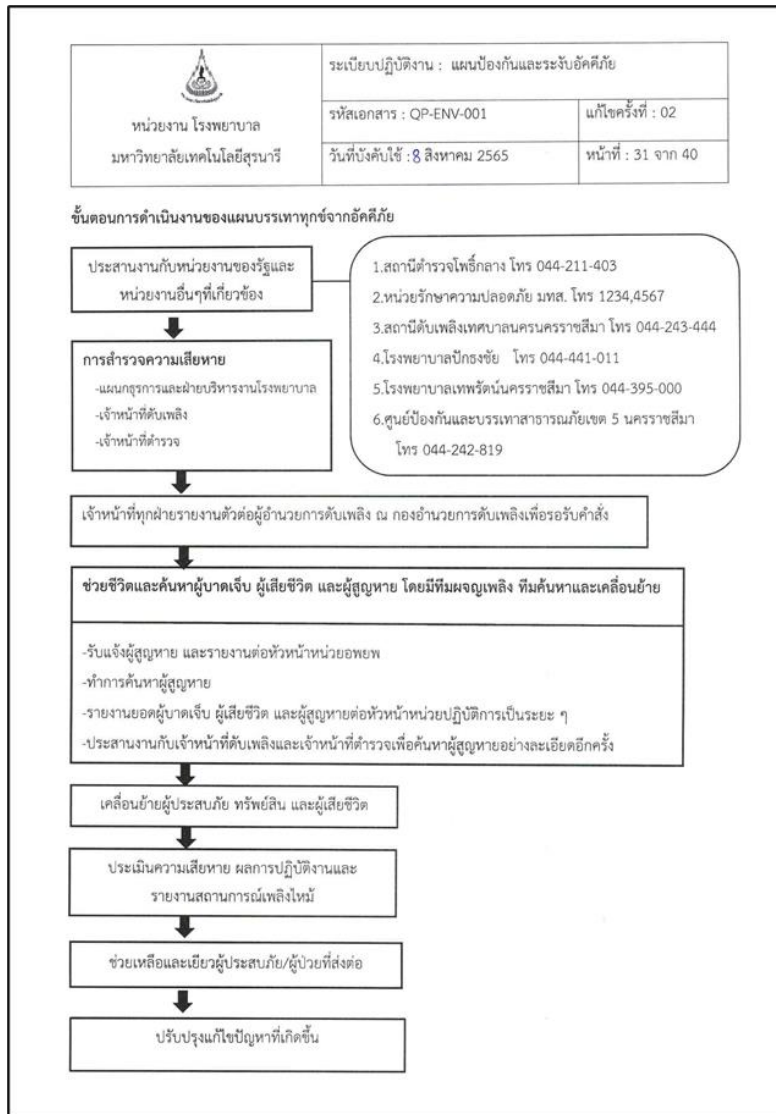 ระเบียบปฏิบัติงาน : แผนป้องกันและระงับอัคคีภัย
หน่วยงาน โรงพยาบาล
มหาวิทยาลัยเทคโนโลยีสุรนารี
รหัสเอกสาร : QP-ENV-001
แก้ไขครั้งที่ : 02
วันที่บังคับใช้ : 8 สิงหาคม 2565
หน้าที่ : 31 จาก 40
ขั้นตอนการดำเนินงานของแผนบรรเทาทุกข์จากอัคคีภัย
ประสานงานกับหน่วยงานของรัฐและ
หน่วยงานอื่นๆที่เกี่ยวข้อง
1.สถานีตำรวจโพธิ์กลาง โทร 044-211-403
2.หน่วยรักษาความปลอดภัย มทส. โทร 1234,4567
3.สถานีดับเพลิงเทศบาลนครนครราชสีมา โทร 044-243-444
4.โรงพยาบาลปักธงชัย โทร 044-441-011
5.โรงพยาบาลเทพรัตน์นครราชสีมา โทร 044-395-000
6.ศูนย์ป้องกันและบรรเทาสาธารณภัยเขต 5 นครราชสีมา
โทร 044-242-819
การสำรวจความเสียหาย
-แผนกธุรการและฝ่ายบริหารงานโรงพยาบาล
-เจ้าหน้าที่ดับเพลิง
-เจ้าหน้าที่ตำรวจ
เจ้าหน้าที่ทุกฝ่ายรายงานตัวต่อผู้อำนวยการดับเพลิง ณ กองอำนวยการดับเพลิงเพื่อรอรับคำสั่ง
ช่วยชีวิตและค้นหาผู้บาดเจ็บ ผู้เสียชีวิต และผู้สูญหาย โดยมีทีมผจญเพลิง ทีมค้นหาและเคลื่อนย้าย
-รับแจ้งผู้สูญหาย และรายงานต่อหัวหน้าหน่วยอพยพ
-ทำการค้นหาผู้สูญหาย
-รายงานยอดผู้บาดเจ็บ ผู้เสียชีวิต และผู้สูญหายต่อหัวหน้าหน่วยปฏิบัติการเป็นระยะ ๆ
-ประสานงานกับเจ้าหน้าที่ดับเพลิงและเจ้าหน้าที่ตำรวจเพื่อค้นหาผู้สูญหายอย่างละเอียดอีกครั้ง
เคลื่อนย้ายผู้ประสบภัย ทรัพย์สิน และผู้เสียชีวิต
ประเมินความเสียหาย ผลการปฏิบัติงานและ
รายงานสถานการณ์เพลิงไหม้
ช่วยเหลือและเยียวผู้ประสบภัย/ผู้ป่วยที่ส่งต่อ
ปรับปรุงแก้ไขปัญหาที่เกิดขึ้น